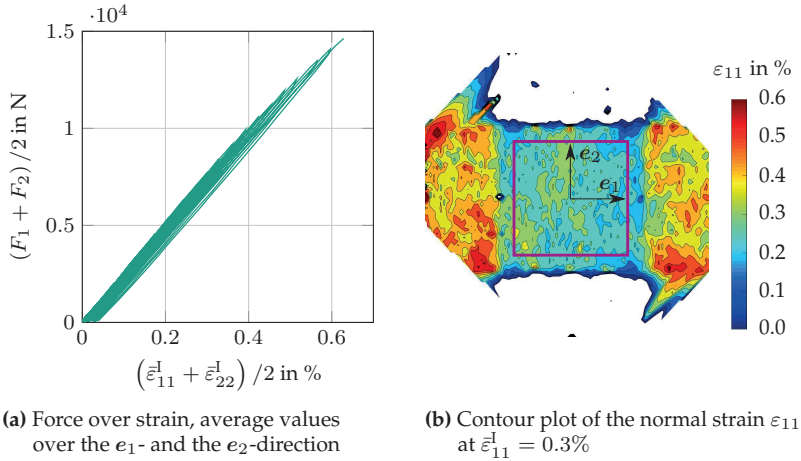 ·10⁴
1.5
1
0.5
0
0 0.2 0.4 0.6
(F₁ + F₂) /2 in N
(ε̄ᴵ₁₁ + ε̄ᴵ₂₂) /2 in %
(a) Force over strain, average values
over the e₁- and the e₂-direction
ε₁₁ in %
0.6
0.5
0.4
0.3
0.2
0.1
0.0
e₂
e₁
(b) Contour plot of the normal strain ε₁₁
at ε̄ᴵ₁₁ = 0.3%